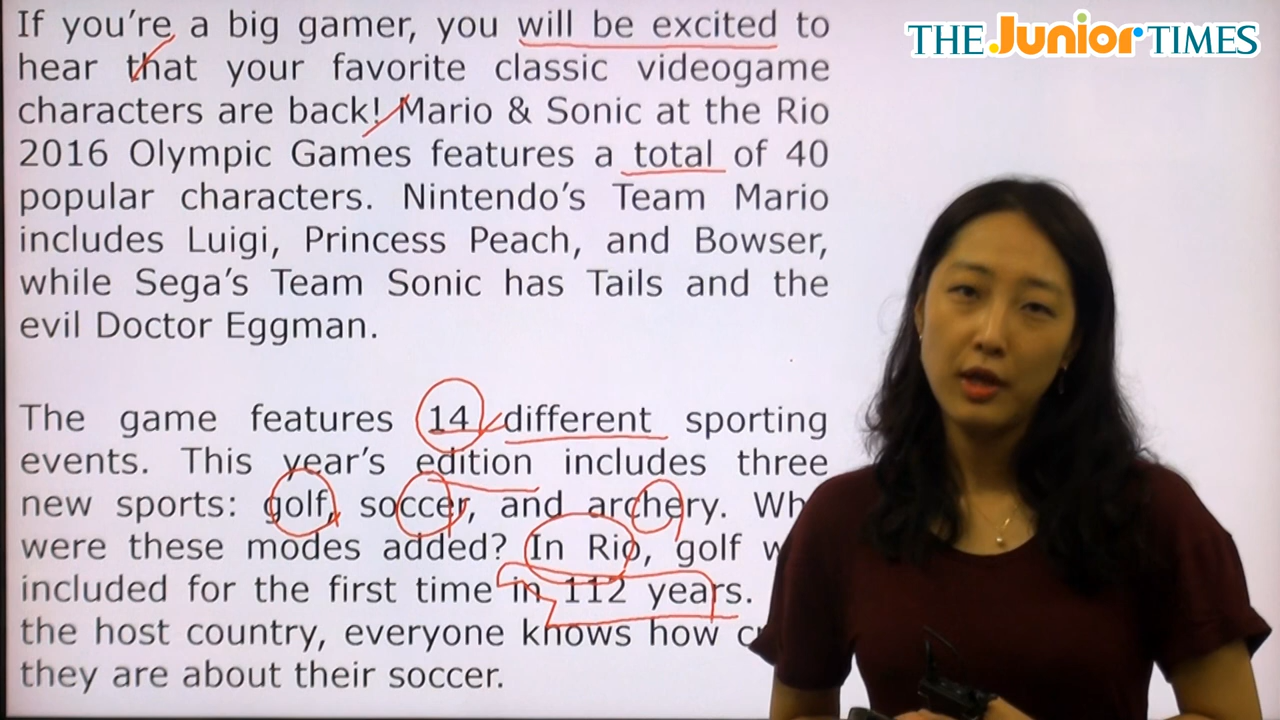 THE Junior TIMES
If you’re a big gamer, you will be excited to
hear that your favorite classic videogame
characters are back! Mario & Sonic at the Rio
2016 Olympic Games features a total of 40
popular characters. Nintendo’s Team Mario
includes Luigi, Princess Peach, and Bowser,
while Sega’s Team Sonic has Tails and the
evil Doctor Eggman.
The game features 14 different sporting
events. This year’s edition includes three
new sports: golf, soccer, and archery.
were these modes added? In Rio, golf
included for the first time in 112 years.
the host country, everyone knows how
they are about their soccer.